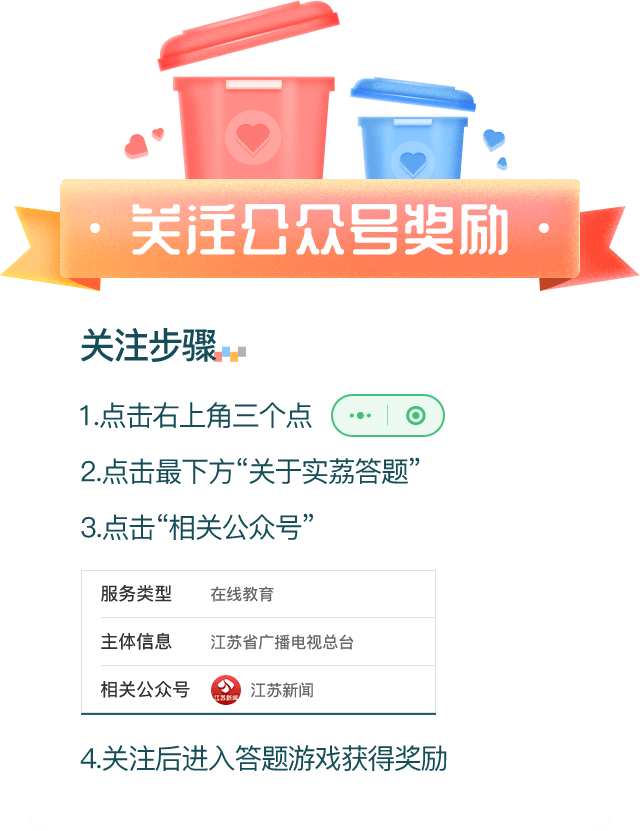 关注公众号奖励
关注步骤
1.点击右上角三个点
2.点击最下方“关于实荔答题”
3.点击“相关公众号”
服务类型 在线教育
主体信息 江苏省广播电视总台
相关公众号 江苏新闻 江苏新闻
4.关注后进入答题游戏获得奖励